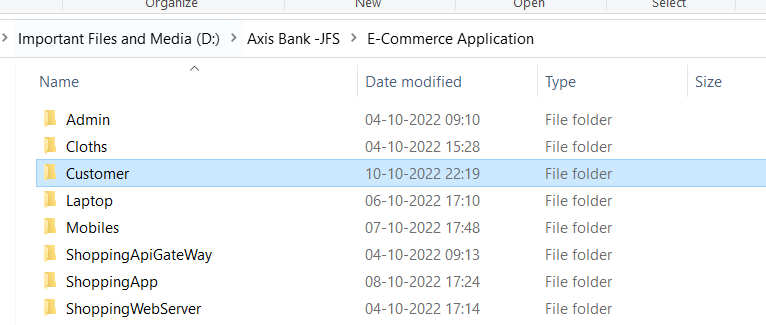 Organize New Open Select
Important Files and Media (D:) Axis Bank -JFS E-Commerce Application
Name Date modified Type Size
Admin 04-10-2022 09:10 File folder
Cloths 04-10-2022 15:28 File folder
Customer 10-10-2022 22:19 File folder
Laptop 06-10-2022 17:10 File folder
Mobiles 07-10-2022 17:48 File folder
ShoppingApiGateWay 04-10-2022 09:13 File folder
ShoppingApp 08-10-2022 17:24 File folder
ShoppingWebServer 04-10-2022 17:14 File folder